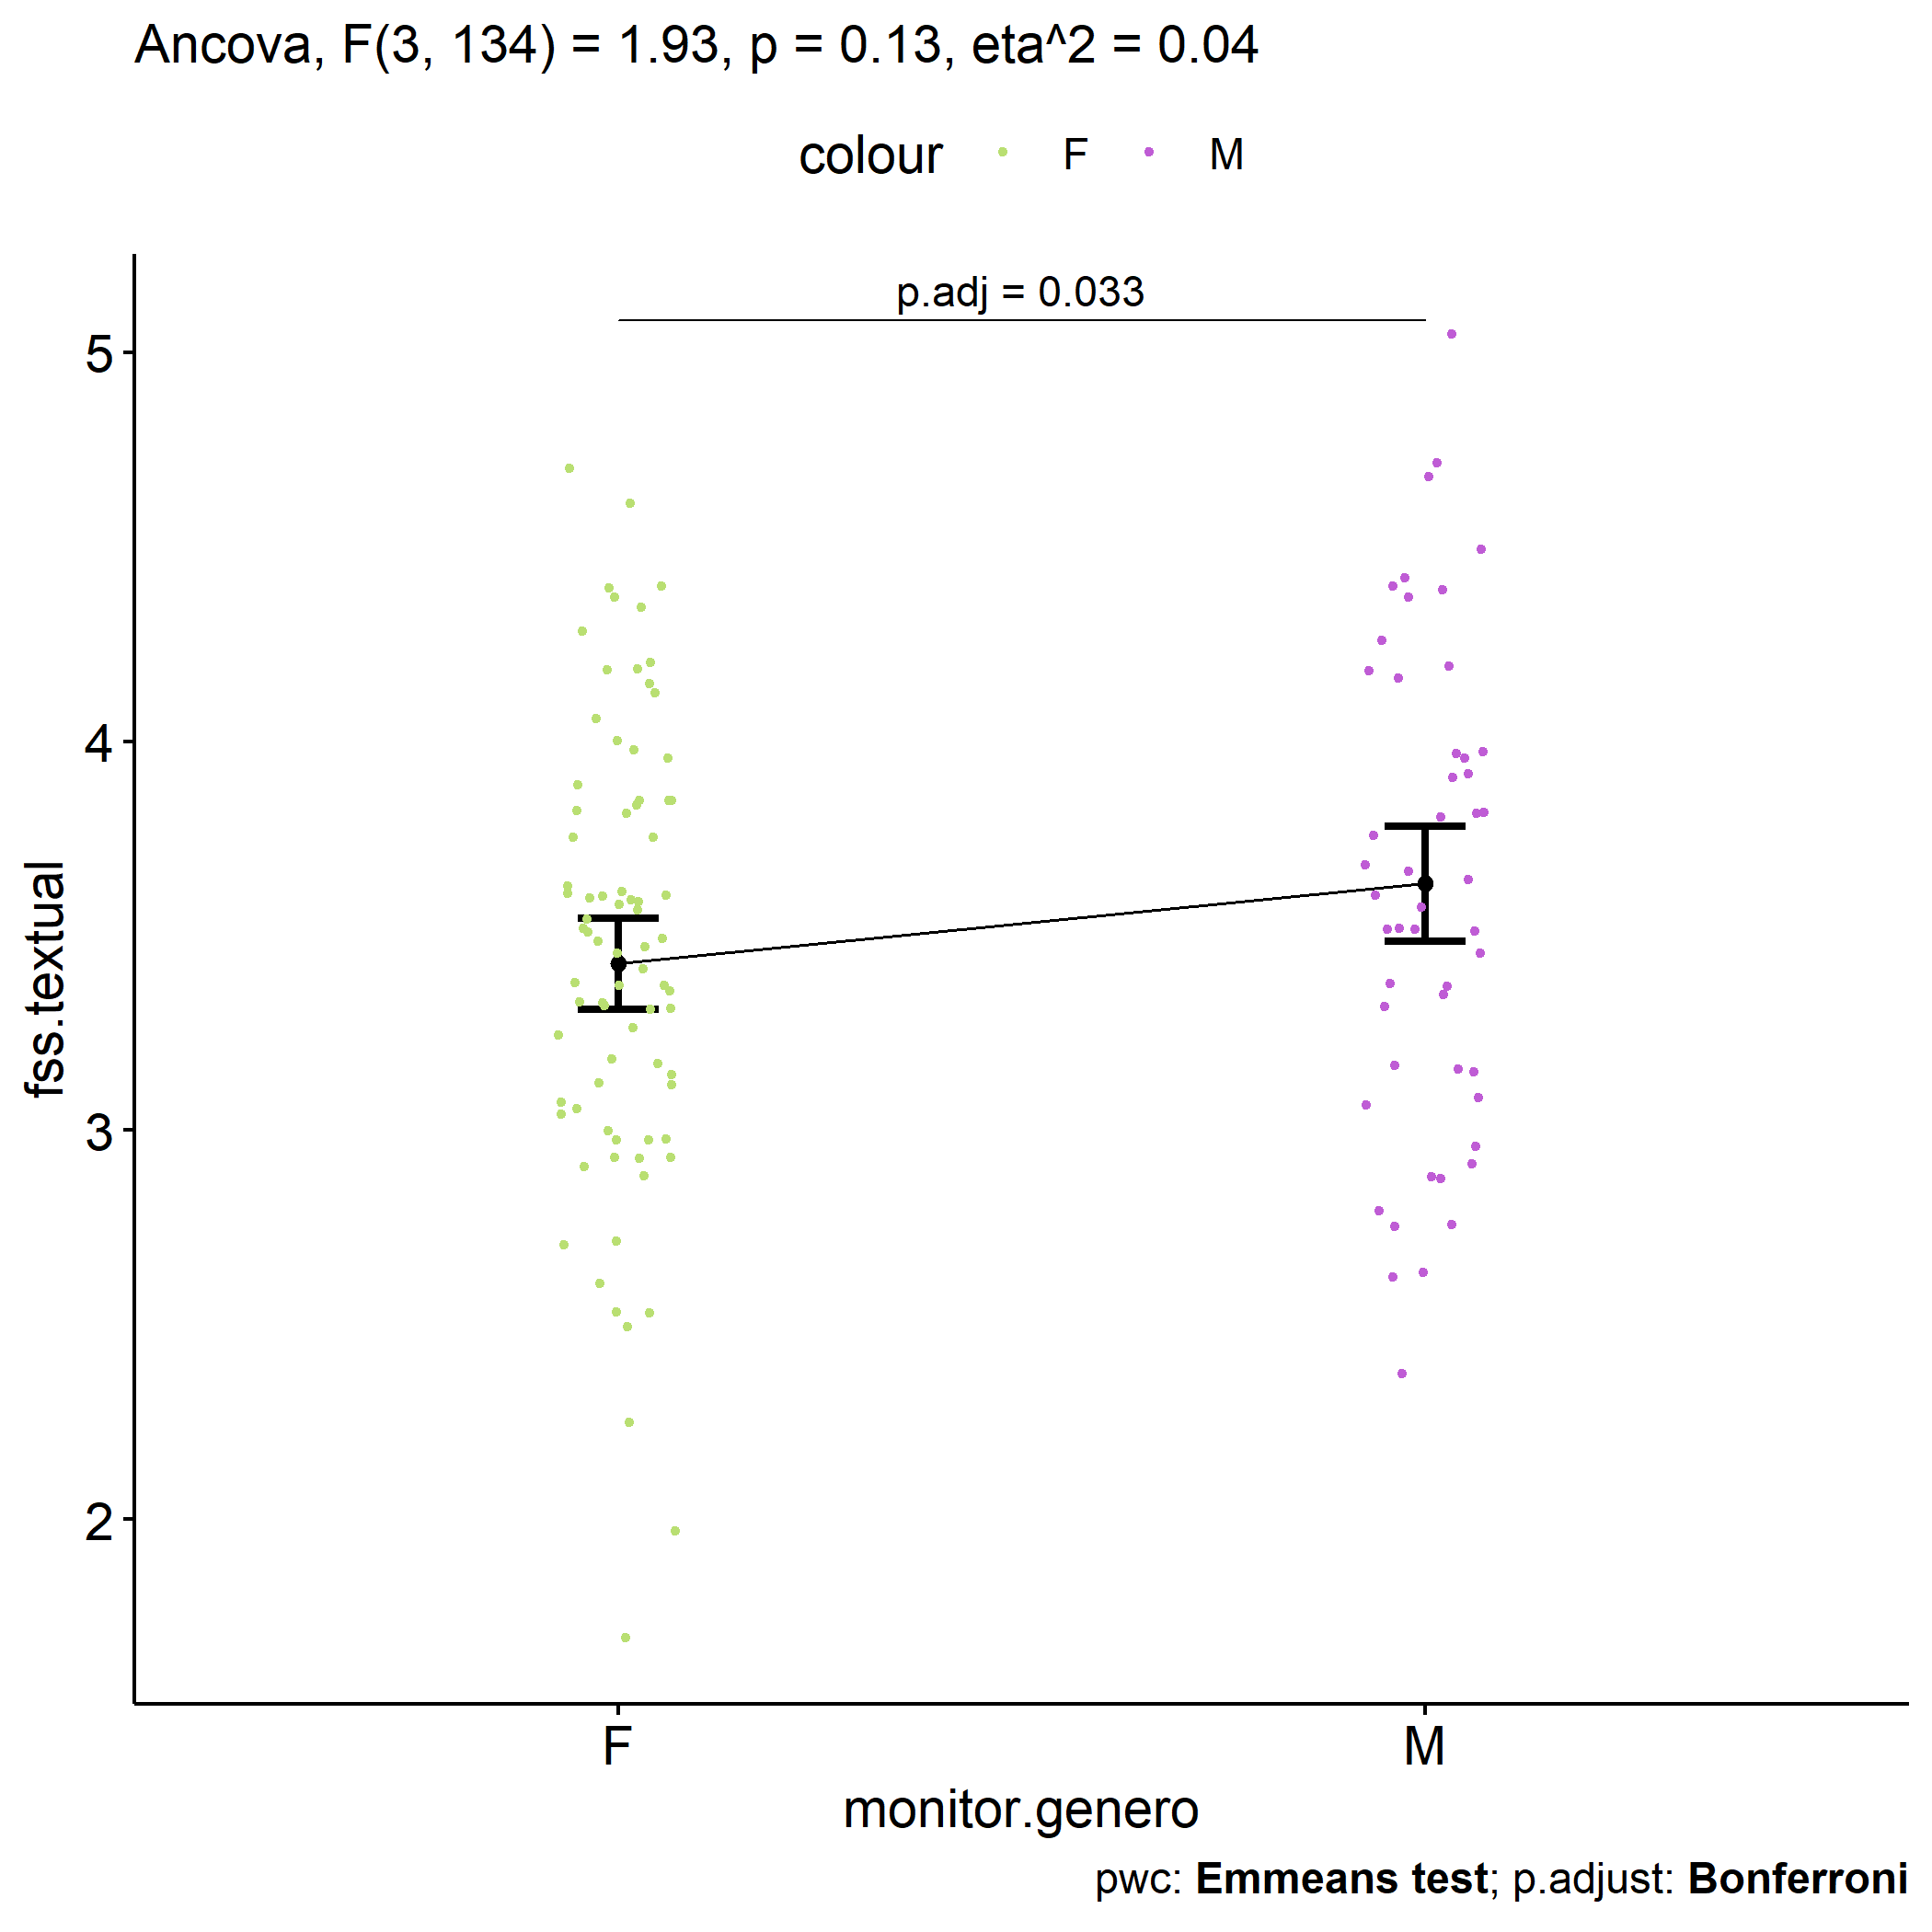 Ancova, F(3, 134) = 1.93, p = 0.13, eta^2 = 0.04
colour F M
p.adj = 0.033
5
4
3
2
fss.textual
F M
monitor.genero
pwc: Emmeans test; p.adjust: Bonferroni